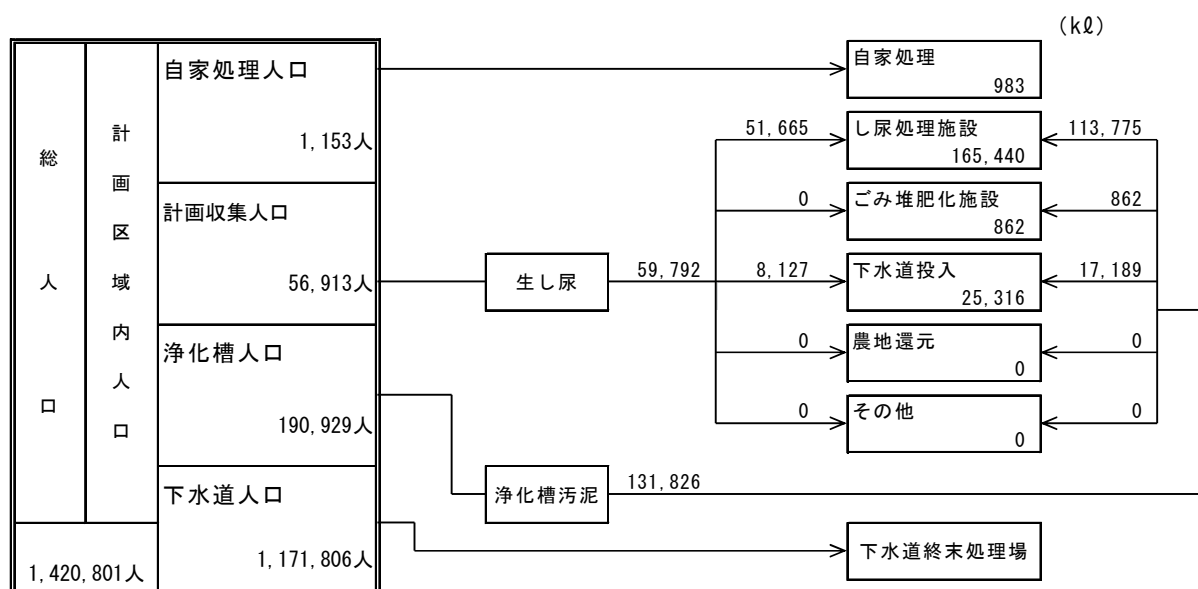 (kℓ)
総人口
計画区域内人口
1,420,801人
自家処理人口
1,153人
計画収集人口
56,913人
浄化槽人口
190,929人
下水道人口
1,171,806人
生し尿
59,792
浄化槽汚泥
131,826
自家処理
983
51,665
し尿処理施設
165,440
113,775
0
ごみ堆肥化施設
862
862
8,127
下水道投入
25,316
17,189
0
農地還元
0
0
0
その他
0
0
下水道終末処理場